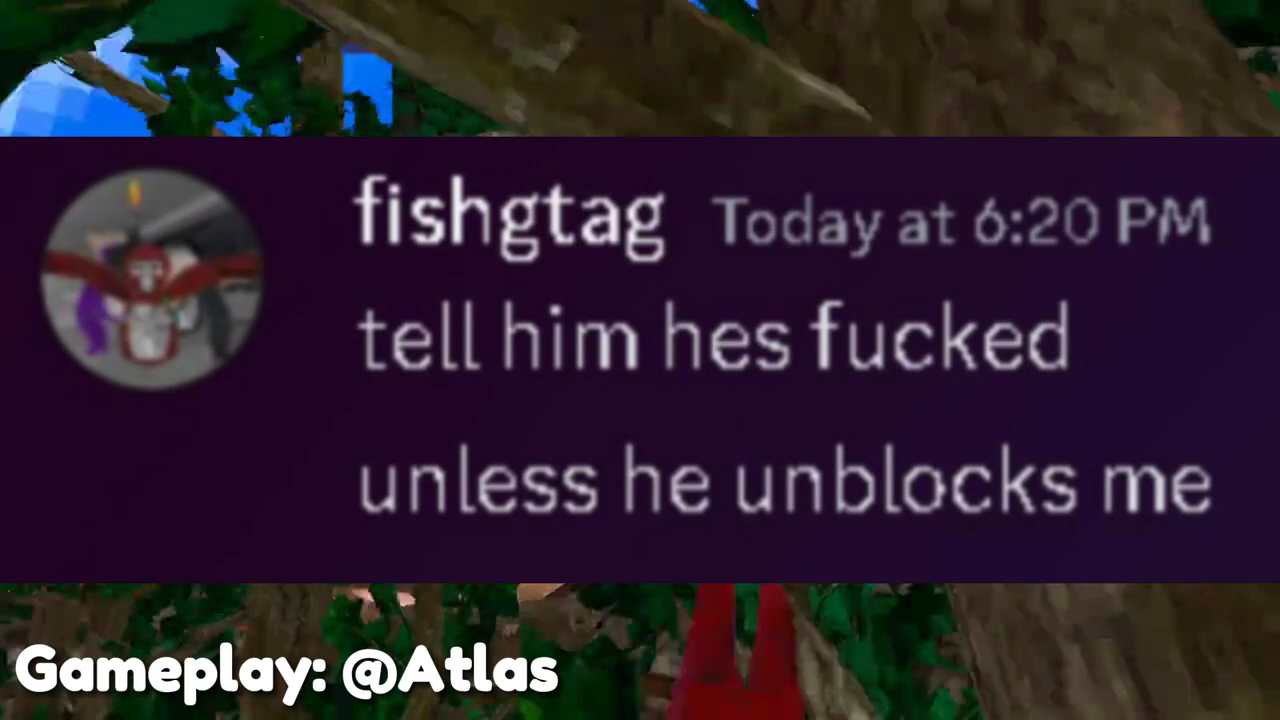 fishgtag Today at 6:20 PM
tell him hes fucked
unless he unblocks me
Gameplay: @Atlas